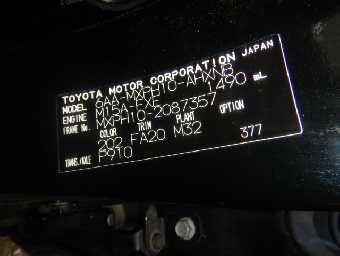 TOYOTA MOTOR CORPORATION JAPAN
MODEL 6AA-MXPH10-AHXNB
ENGINE M15A-FXE 1490 mL
FRAME No. MXPH10-2087357
COLOR TRIM PLANT OPTION
202 FA20 M32 377
TRANS./AXLE P910